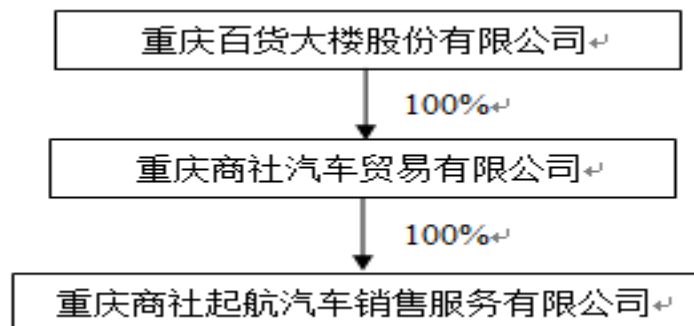 重庆百货大楼股份有限公司
100%
重庆商社汽车贸易有限公司
100%
重庆商社起航汽车销售服务有限公司